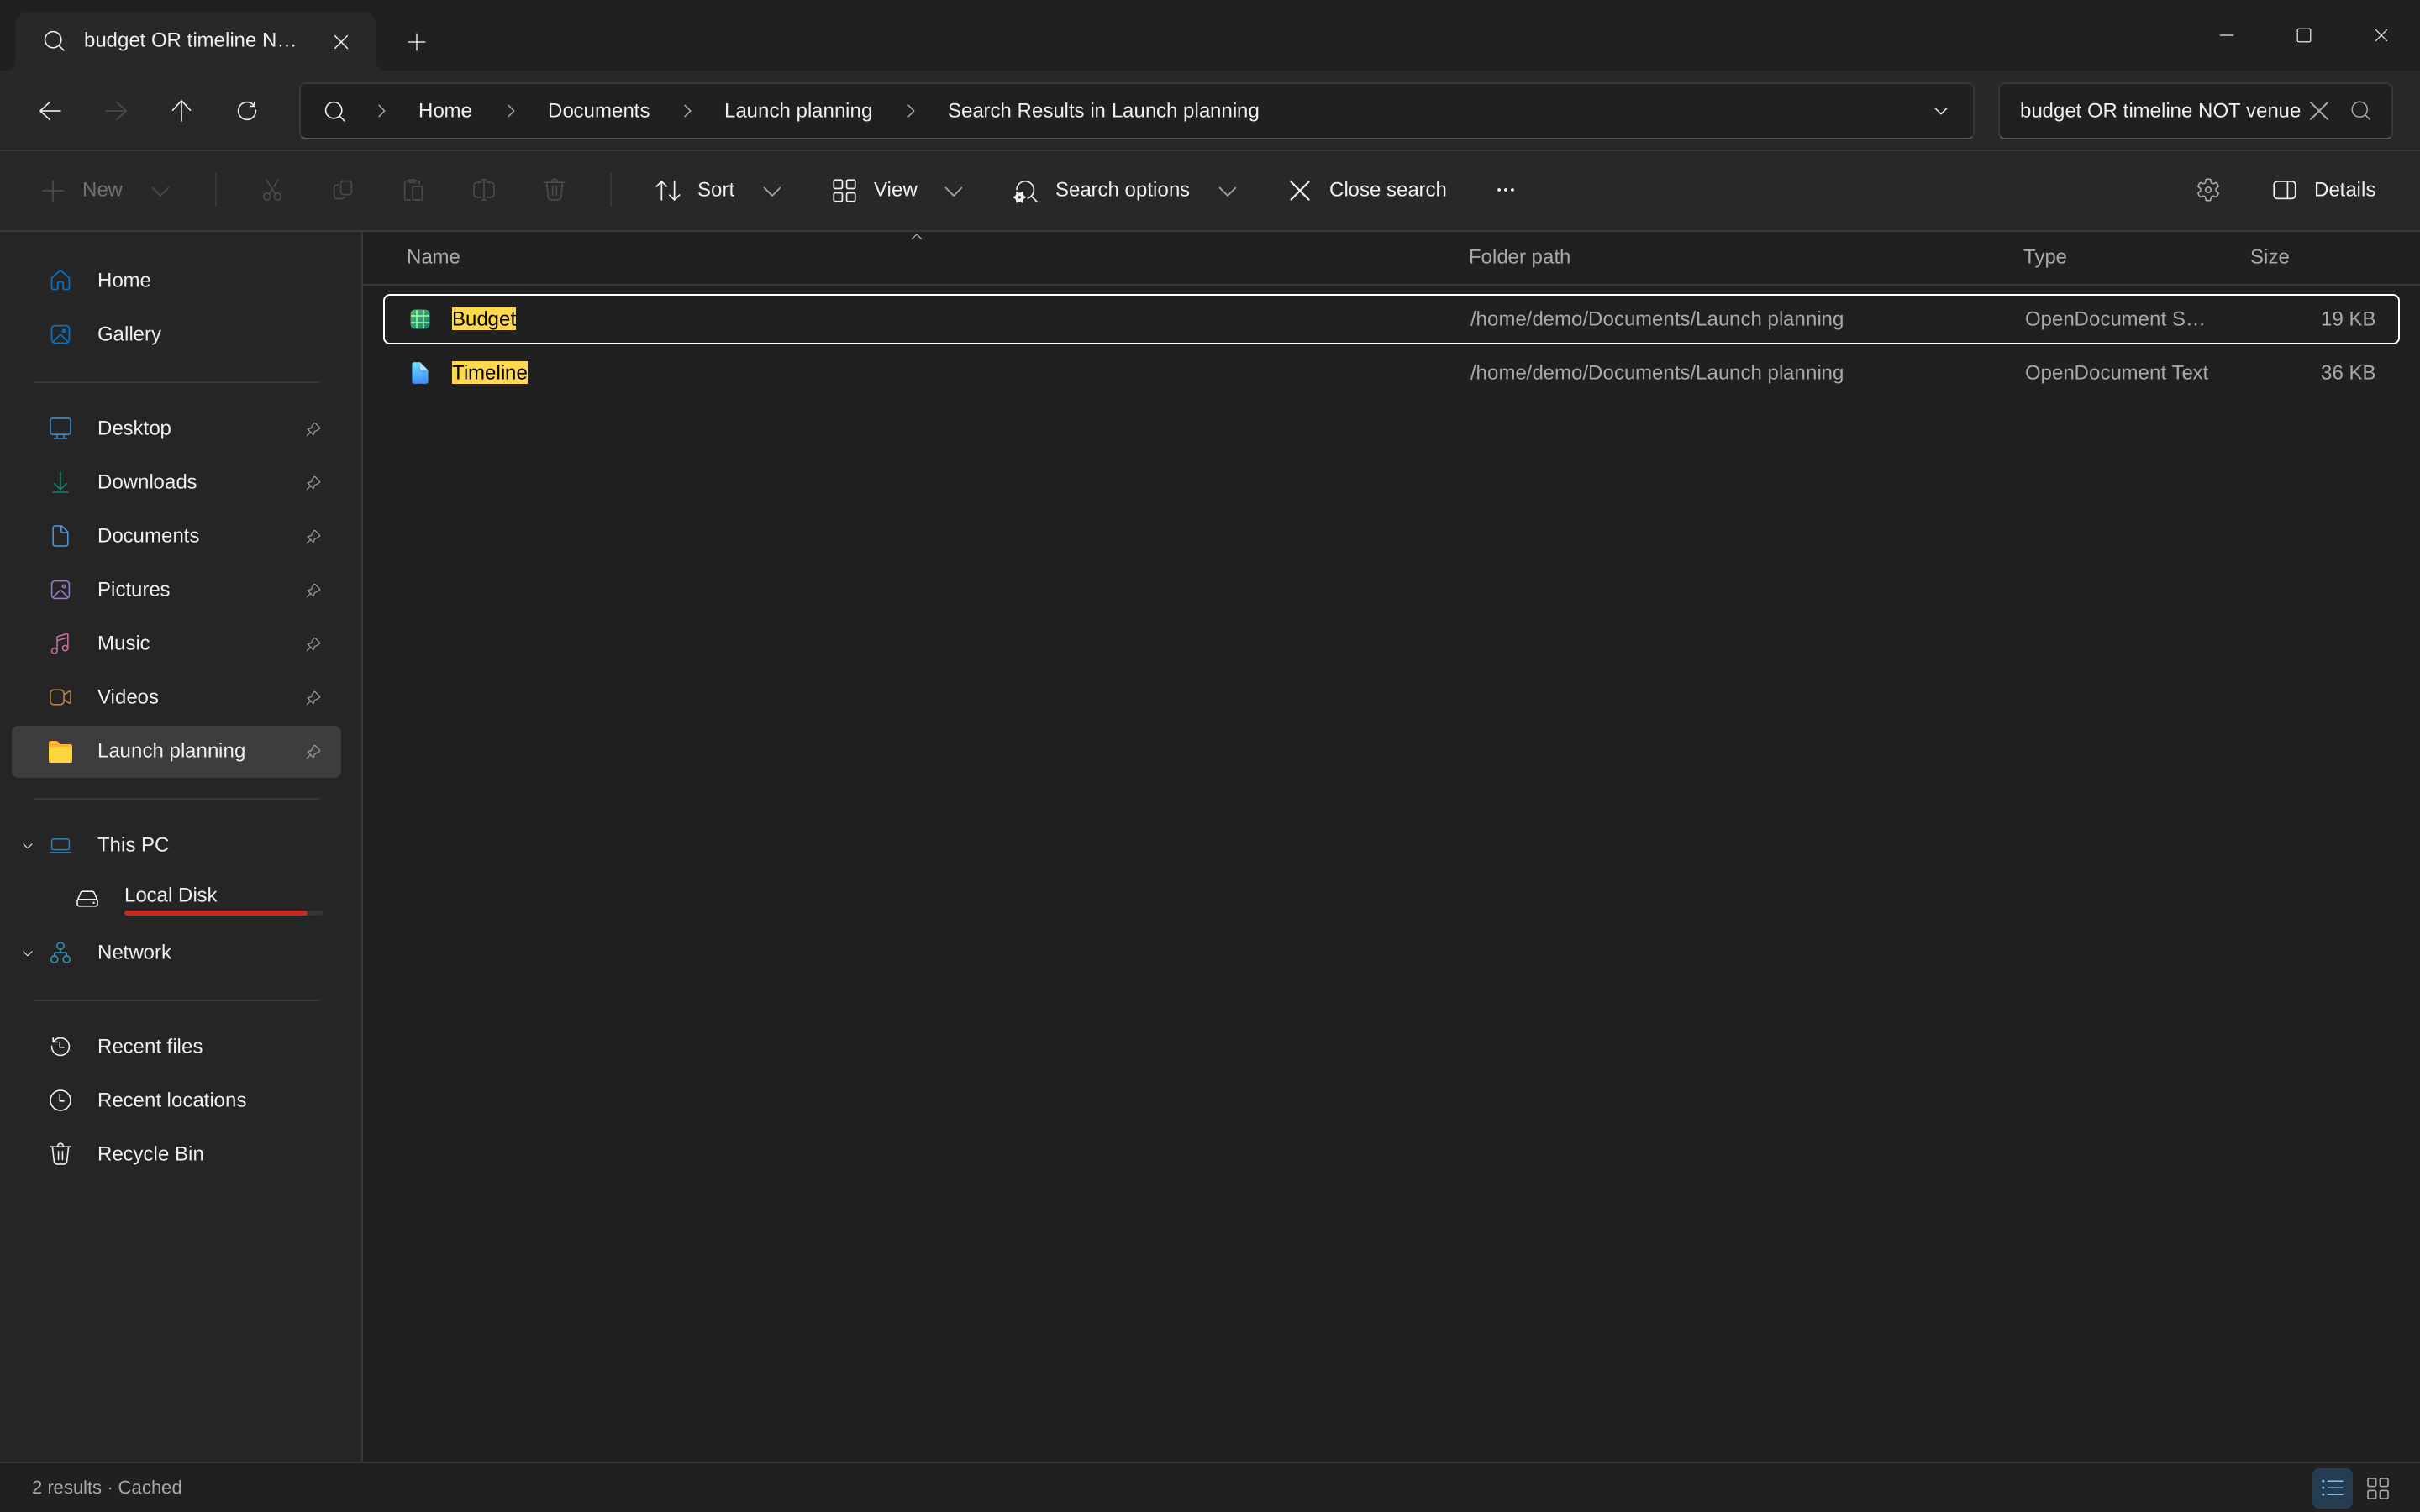 budget OR timeline N…
Home
Documents
Launch planning
Search Results in Launch planning
budget OR timeline NOT venue
New
Sort
View
Search options
Close search
Details
Home
Gallery
Desktop
Downloads
Documents
Pictures
Music
Videos
Launch planning
This PC
Local Disk
Network
Recent files
Recent locations
Recycle Bin
Name Folder path Type Size
Budget /home/demo/Documents/Launch planning OpenDocument S… 19 KB
Timeline /home/demo/Documents/Launch planning OpenDocument Text 36 KB
2 results · Cached